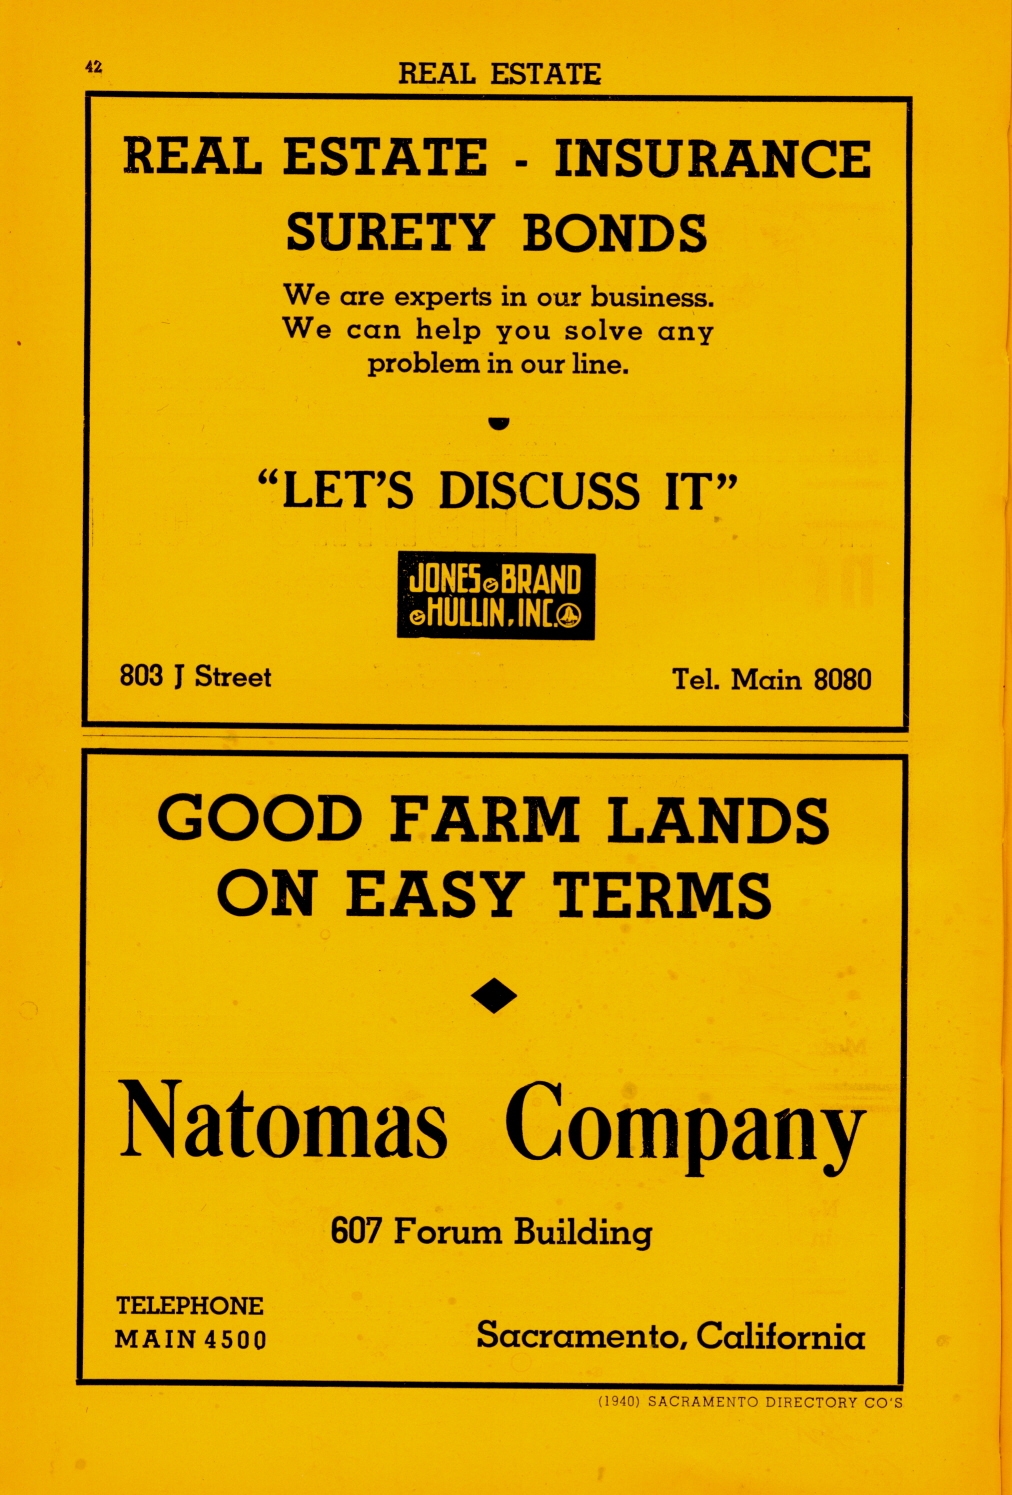 42
REAL ESTATE
REAL ESTATE - INSURANCE
SURETY BONDS
We are experts in our business.
We can help you solve any
problem in our line.
“LET’S DISCUSS IT”
JONES & BRAND
& HULLIN, INC.
803 J Street
Tel. Main 8080
GOOD FARM LANDS
ON EASY TERMS
Natomas Company
607 Forum Building
TELEPHONE
MAIN 4500
Sacramento, California
(1940) SACRAMENTO DIRECTORY CO'S